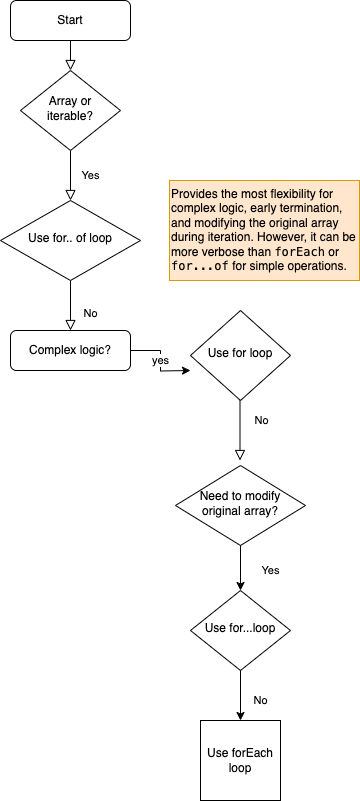 Start
Array or
iterable?
Yes
Provides the most flexibility for
complex logic, early termination,
and modifying the original array
during iteration. However, it can be
more verbose than forEach or
for...of for simple operations.
Use for.. of loop
No
Complex logic?
yes
Use for loop
No
Need to modify
original array?
Yes
Use for...loop
No
Use forEach
loop